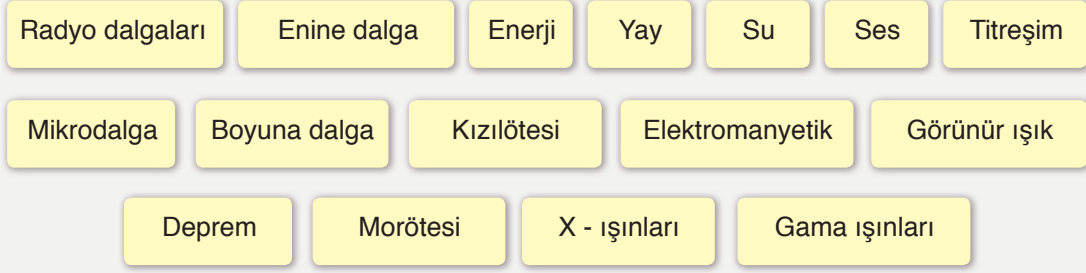 Radyo dalgaları Enine dalga Enerji Yay Su Ses Titreşim
Mikrodalga Boyuna dalga Kızılötesi Elektromanyetik Görünür ışık
Deprem Morötesi X - ışınları Gama ışınları